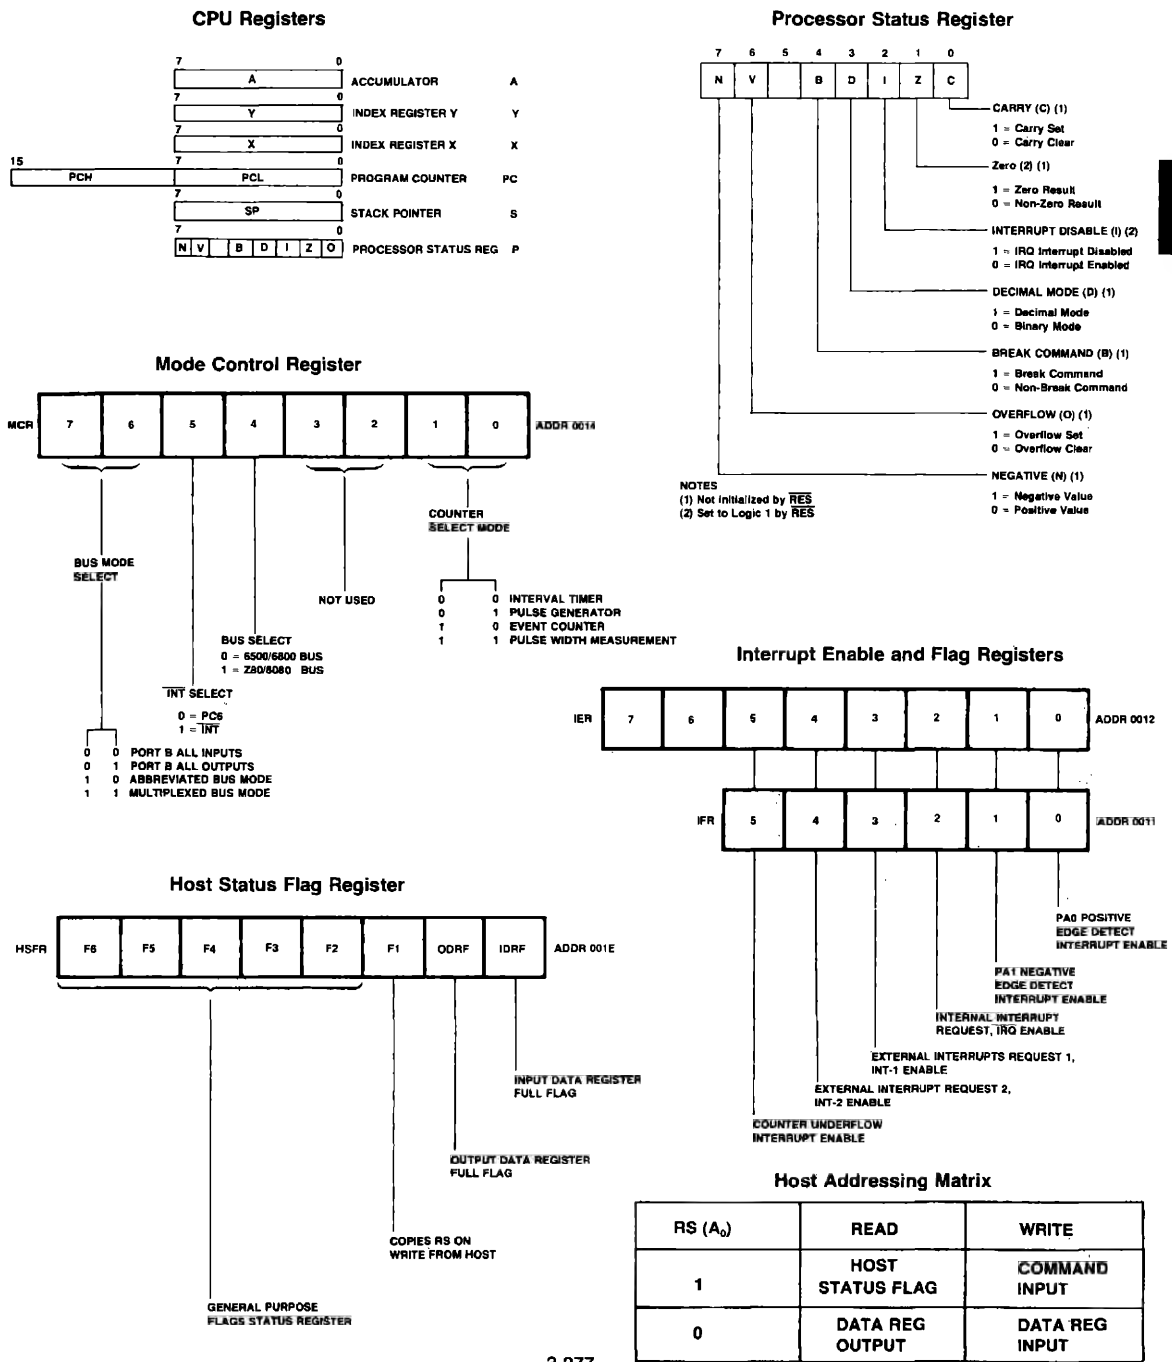 CPU Registers
7 0
A ACCUMULATOR A
7 0
Y INDEX REGISTER Y Y
7 0
X INDEX REGISTER X X
15 7 0
PCH PCL PROGRAM COUNTER PC
7 0
SP STACK POINTER S
7 0
N V B D I Z O PROCESSOR STATUS REG P
Processor Status Register
7 6 5 4 3 2 1 0
N V B D I Z C
CARRY (C) (1)
1 = Carry Set
0 = Carry Clear
Zero (2) (1)
1 = Zero Result
0 = Non-Zero Result
INTERRUPT DISABLE (I) (2)
1 = IRQ Interrupt Disabled
0 = IRQ Interrupt Enabled
DECIMAL MODE (D) (1)
1 = Decimal Mode
0 = Binary Mode
BREAK COMMAND (B) (1)
1 = Break Command
0 = Non-Break Command
OVERFLOW (O) (1)
1 = Overflow Set
0 = Overflow Clear
NEGATIVE (N) (1)
1 = Negative Value
0 = Positive Value
NOTES
(1) Not Initialized by RES
(2) Set to Logic 1 by RES
Mode Control Register
MCR 7 6 5 4 3 2 1 0 ADDR 0014
COUNTER
SELECT MODE
0 0 INTERVAL TIMER
0 1 PULSE GENERATOR
1 0 EVENT COUNTER
1 1 PULSE WIDTH MEASUREMENT
NOT USED
BUS SELECT
0 = 6500/6800 BUS
1 = Z80/8080 BUS
INT SELECT
0 = PC6
1 = INT
BUS MODE
SELECT
0 0 PORT B ALL INPUTS
0 1 PORT B ALL OUTPUTS
1 0 ABBREVIATED BUS MODE
1 1 MULTIPLEXED BUS MODE
Interrupt Enable and Flag Registers
IER 7 6 5 4 3 2 1 0 ADDR 0012
IFR 5 4 3 2 1 0 ADDR 0011
PA0 POSITIVE
EDGE DETECT
INTERRUPT ENABLE
PA1 NEGATIVE
EDGE DETECT
INTERRUPT ENABLE
INTERNAL INTERRUPT
REQUEST, IRQ ENABLE
EXTERNAL INTERRUPTS REQUEST 1,
INT-1 ENABLE
EXTERNAL INTERRUPT REQUEST 2,
INT-2 ENABLE
COUNTER UNDERFLOW
INTERRUPT ENABLE
Host Status Flag Register
HSFR F6 F5 F4 F3 F2 F1 ODRF IDRF ADDR 001E
INPUT DATA REGISTER
FULL FLAG
OUTPUT DATA REGISTER
FULL FLAG
COPIES RS ON
WRITE FROM HOST
GENERAL PURPOSE
FLAGS STATUS REGISTER
Host Addressing Matrix
RS (A₀) READ WRITE
1 HOST STATUS FLAG COMMAND INPUT
0 DATA REG OUTPUT DATA REG INPUT